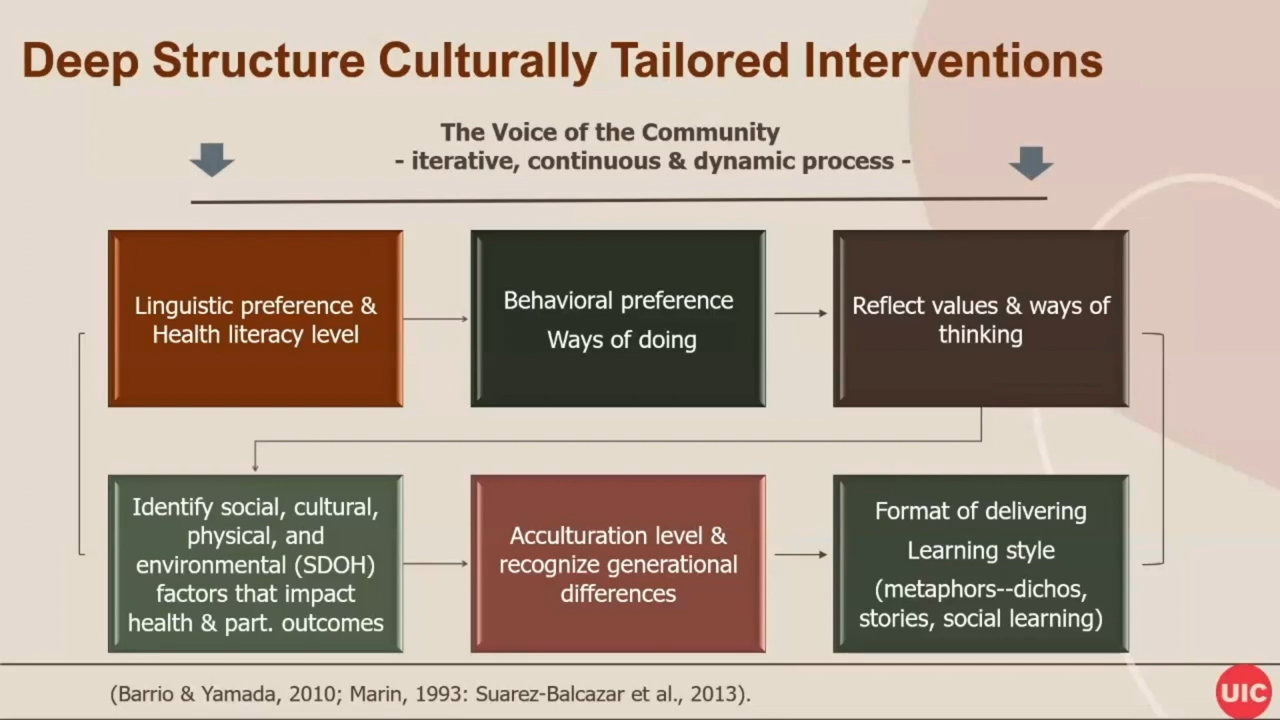 Deep Structure Culturally Tailored Interventions
The Voice of the Community
- iterative, continuous & dynamic process -
Linguistic preference &
Health literacy level
Behavioral preference
Ways of doing
Reflect values & ways of
thinking
Identify social, cultural,
physical, and
environmental (SDOH)
factors that impact
health & part. outcomes
Acculturation level &
recognize generational
differences
Format of delivering
Learning style
(metaphors--dichos,
stories, social learning)
(Barrio & Yamada, 2010; Marin, 1993: Suarez-Balcazar et al., 2013).
UIC